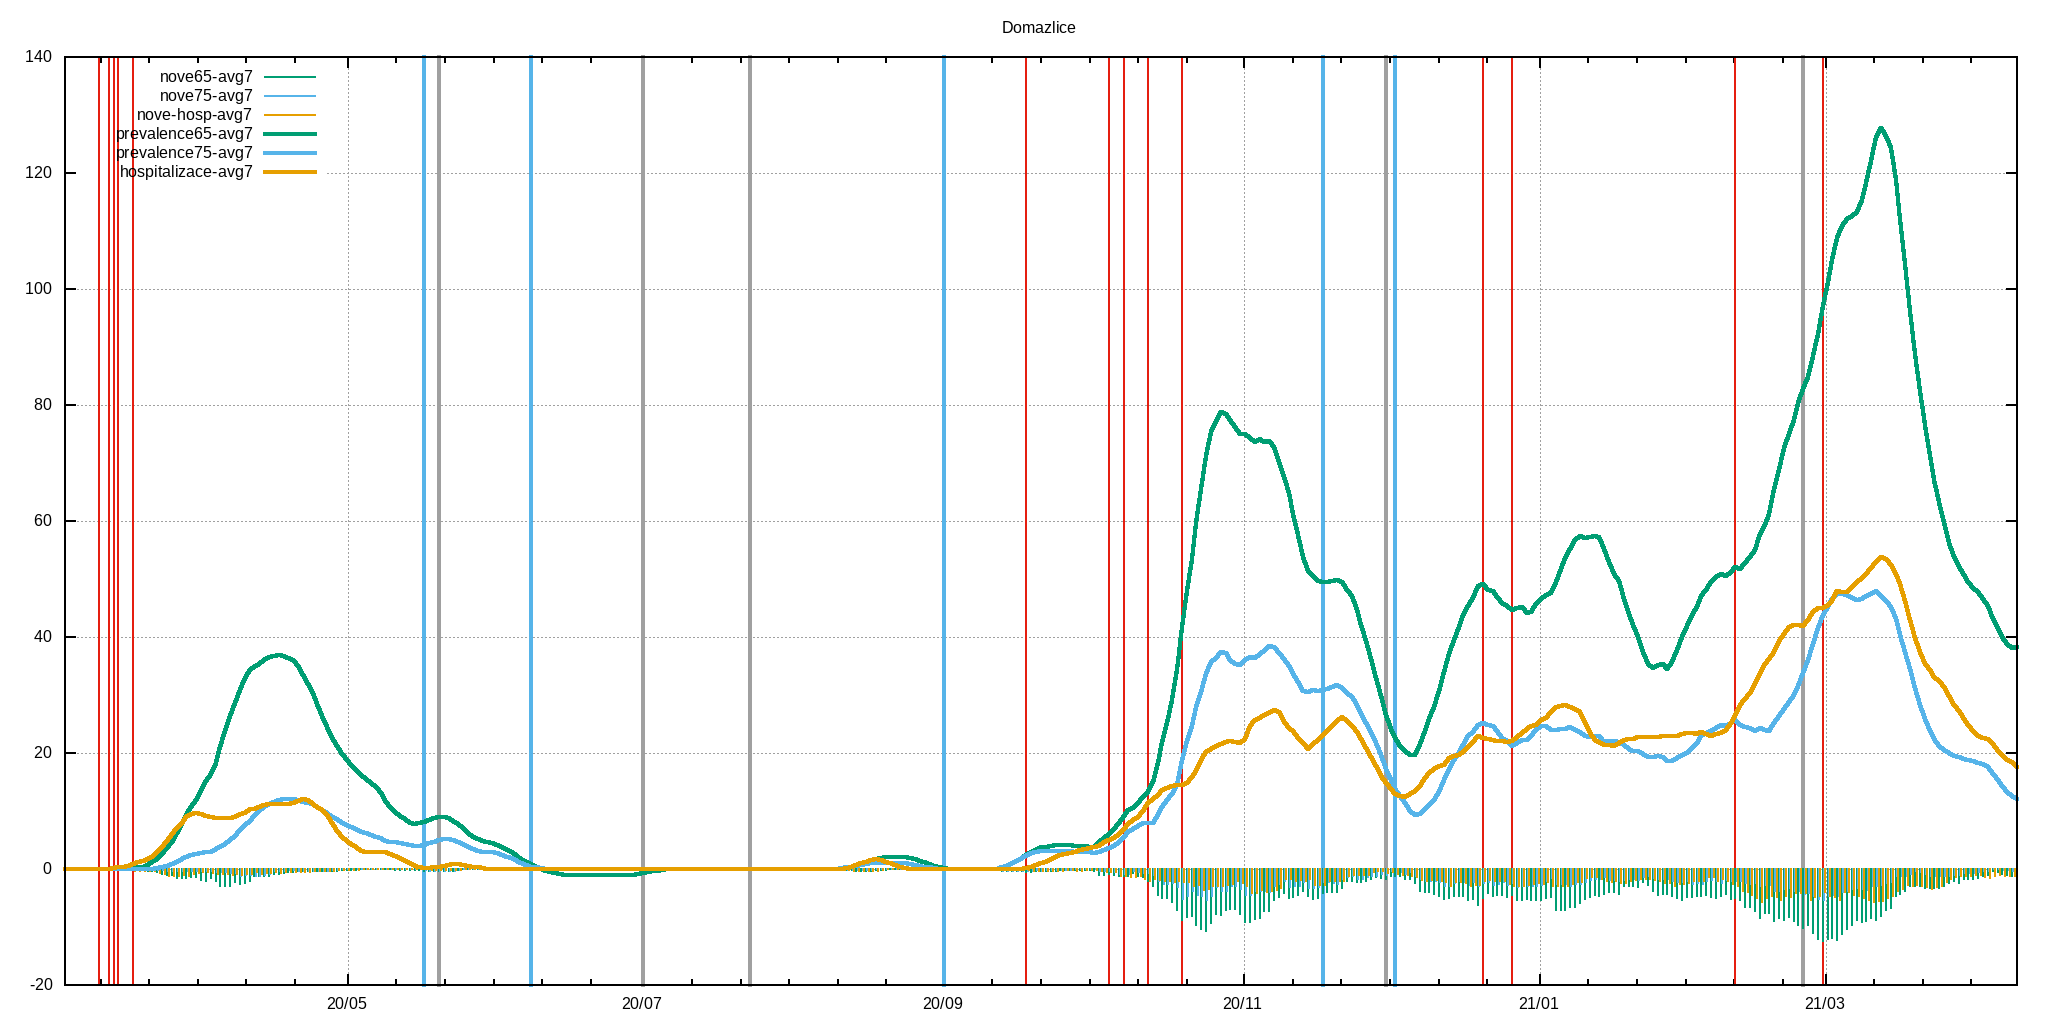 Domazlice
140
nove65-avg7
nove75-avg7
nove-hosp-avg7
prevalence65-avg7
prevalence75-avg7
hospitalizace-avg7
120
100
80
60
40
20
0
-20
20/05 20/07 20/09 20/11 21/01 21/03